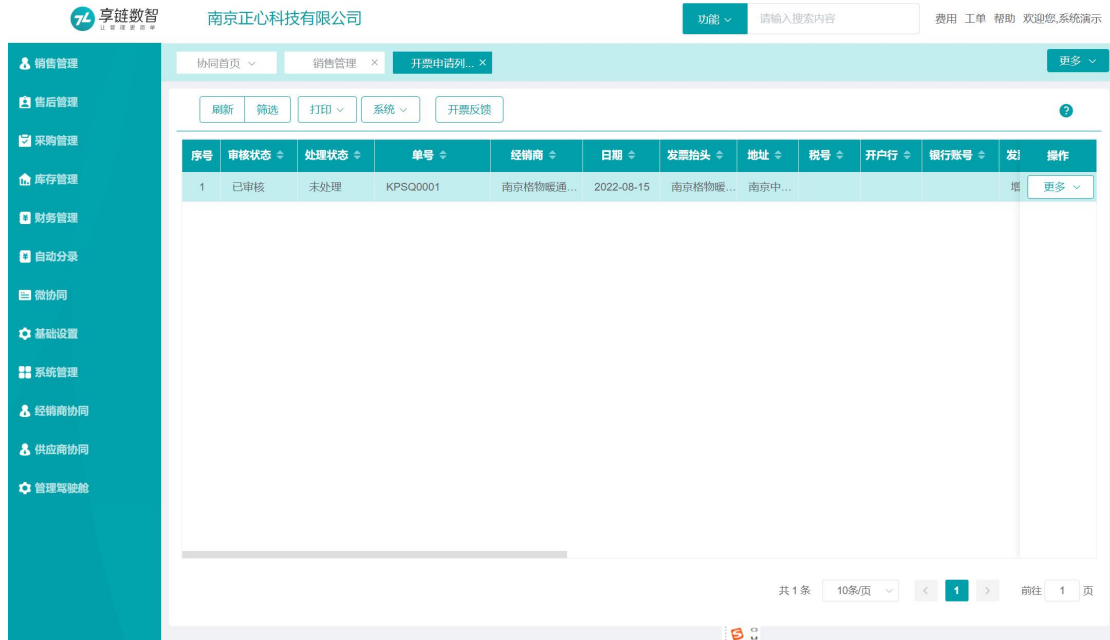 享链数智
让管理更简单
南京正心科技有限公司
功能
请输入搜索内容
费用 工单 帮助 欢迎您,系统演示
销售管理
售后管理
采购管理
库存管理
财务管理
自动分录
微协同
基础设置
系统管理
经销商协同
供应商协同
管理驾驶舱
协同首页 销售管理 × 开票申请列... × 更多
刷新 筛选 打印 系统 开票反馈 ?
序号 审核状态 处理状态 单号 经销商 日期 发票抬头 地址 税号 开户行 银行账号 发 操作
1 已审核 未处理 KPSQ0001 南京格物暖通... 2022-08-15 南京格物暖... 南京中... 增 更多
共 1 条 10条/页 < 1 > 前往 1 页